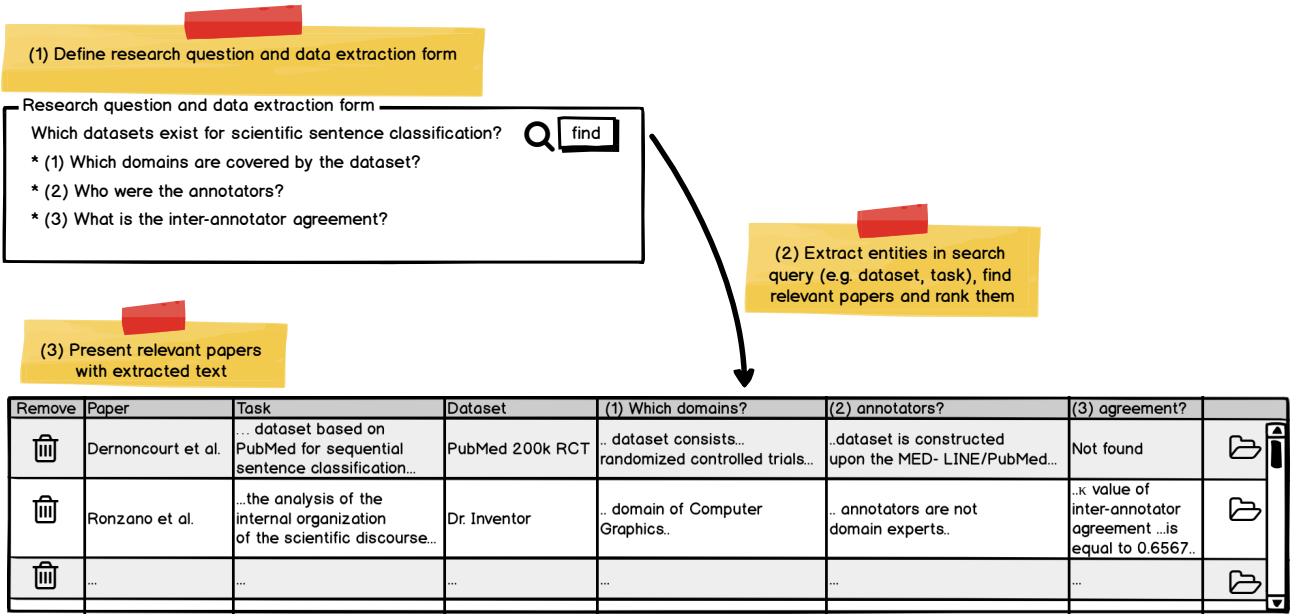 (1) Define research question and data extraction form
Research question and data extraction form
Which datasets exist for scientific sentence classification?
find
* (1) Which domains are covered by the dataset?
* (2) Who were the annotators?
* (3) What is the inter-annotator agreement?
(2) Extract entities in search
query (e.g. dataset, task), find
relevant papers and rank them
(3) Present relevant papers
with extracted text
Remove
Paper
Task
Dataset
(1) Which domains?
(2) annotators?
(3) agreement?
Dernoncourt et al.
... dataset based on
PubMed for sequential
sentence classification...
PubMed 200k RCT
.. dataset consists...
randomized controlled trials...
..dataset is constructed
upon the MED- LINE/PubMed...
Not found
Ronzano et al.
...the analysis of the
internal organization
of the scientific discourse...
Dr. Inventor
.. domain of Computer
Graphics..
.. annotators are not
domain experts..
..κ value of
inter-annotator
agreement ...is
equal to 0.6567..
...
...
...
...
...
...